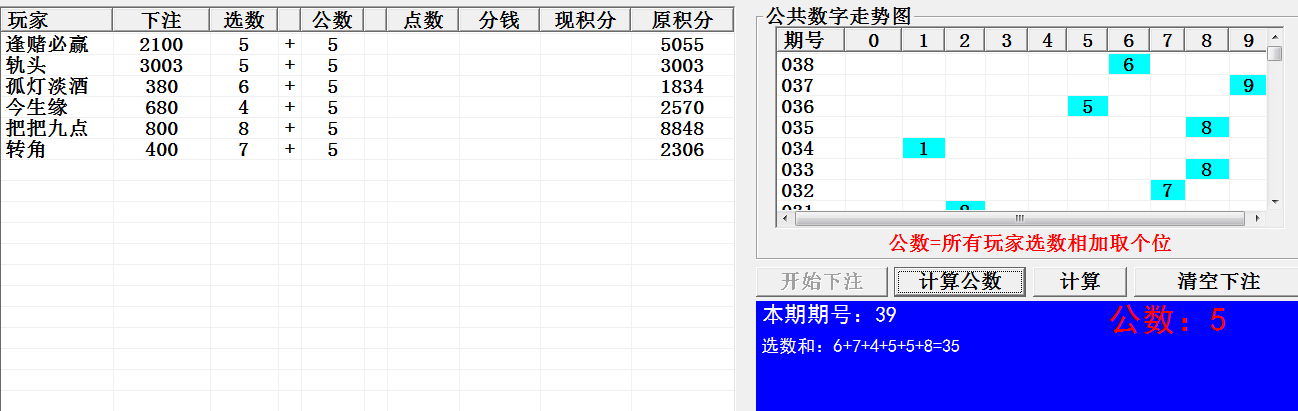 玩家 下注 选数 公数 点数 分钱 现积分 原积分
逢赌必赢 2100 5 + 5 5055
轨头 3003 5 + 5 3003
孤灯淡酒 380 6 + 5 1834
今生缘 680 4 + 5 2570
把把九点 800 8 + 5 8848
转角 400 7 + 5 2306
公共数字走势图
期号 0 1 2 3 4 5 6 7 8 9
038 6
037 9
036 5
035 8
034 1
033 8
032 7
031 2
公数=所有玩家选数相加取个位
开始下注 计算公数 计算 清空下注
本期期号：39
公数：5
选数和：6+7+4+5+5+8=35